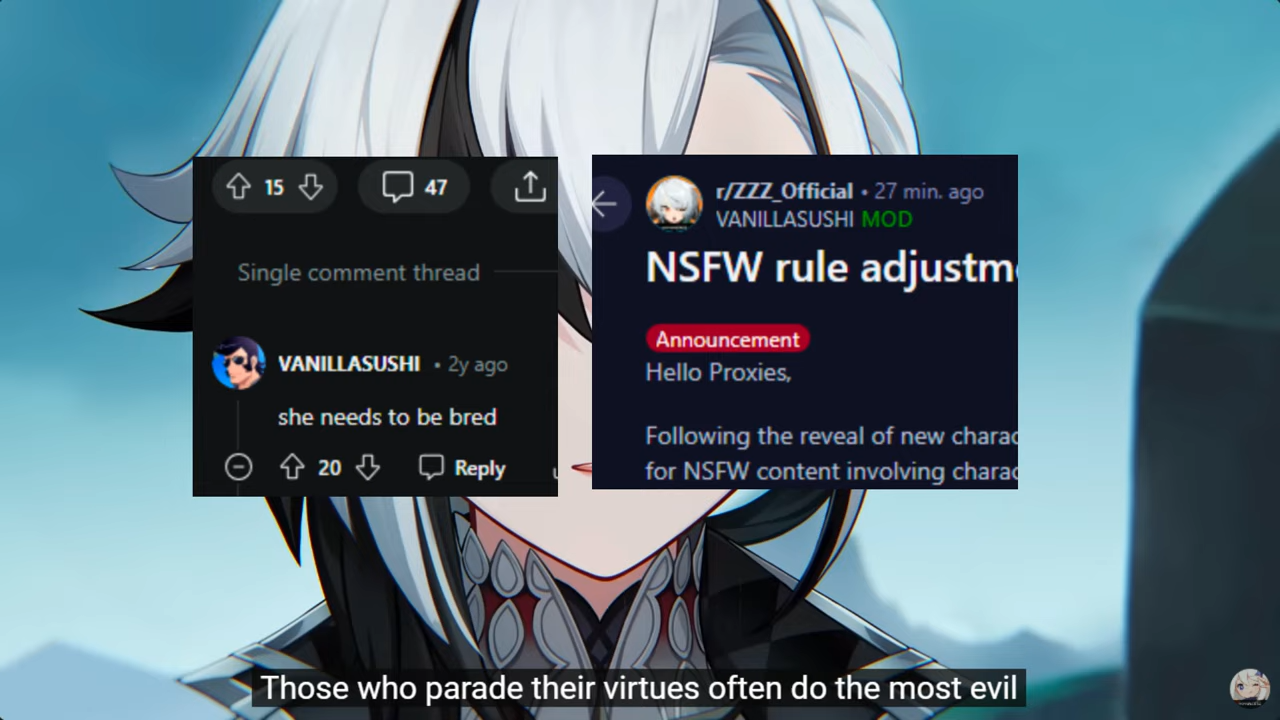 15
47
Single comment thread
VANILLASUSHI • 2y ago
she needs to be bred
20
Reply
r/ZZZ_Official • 27 min. ago
VANILLASUSHI MOD
NSFW rule adjustm
Announcement
Hello Proxies,
Following the reveal of new charac
for NSFW content involving charac
Those who parade their virtues often do the most evil